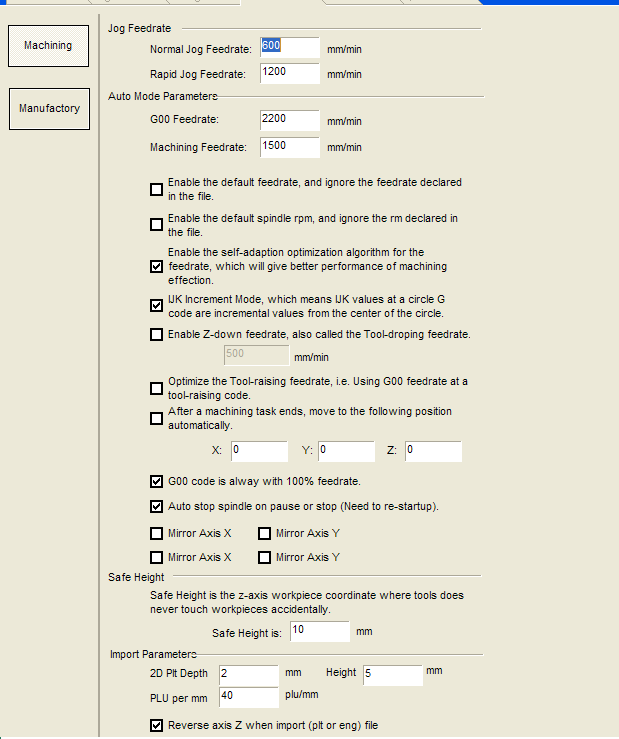 Jog Feedrate
Machining
Normal Jog Feedrate: 600 mm/min
Rapid Jog Feedrate: 1200 mm/min
Manufactory
Auto Mode Parameters
G00 Feedrate: 2200 mm/min
Machining Feedrate: 1500 mm/min
Enable the default feedrate, and ignore the feedrate declared
in the file.
Enable the default spindle rpm, and ignore the rm declared in
the file.
Enable the self-adaption optimization algorithm for the
feedrate, which will give better performance of machining
effection.
IJK Increment Mode, which means IJK values at a circle G
code are incremental values from the center of the circle.
Enable Z-down feedrate, also called the Tool-droping feedrate.
500 mm/min
Optimize the Tool-raising feedrate, i.e. Using G00 feedrate at a
tool-raising code.
After a machining task ends, move to the following position
automatically.
X: 0 Y: 0 Z: 0
G00 code is alway with 100% feedrate.
Auto stop spindle on pause or stop (Need to re-startup).
Mirror Axis X Mirror Axis Y
Mirror Axis X Mirror Axis Y
Safe Height
Safe Height is the z-axis workpiece coordinate where tools does
never touch workpieces accidentally.
Safe Height is: 10 mm
Import Parameters
2D Plt Depth 2 mm Height 5 mm
PLU per mm 40 plu/mm
Reverse axis Z when import (plt or eng) file